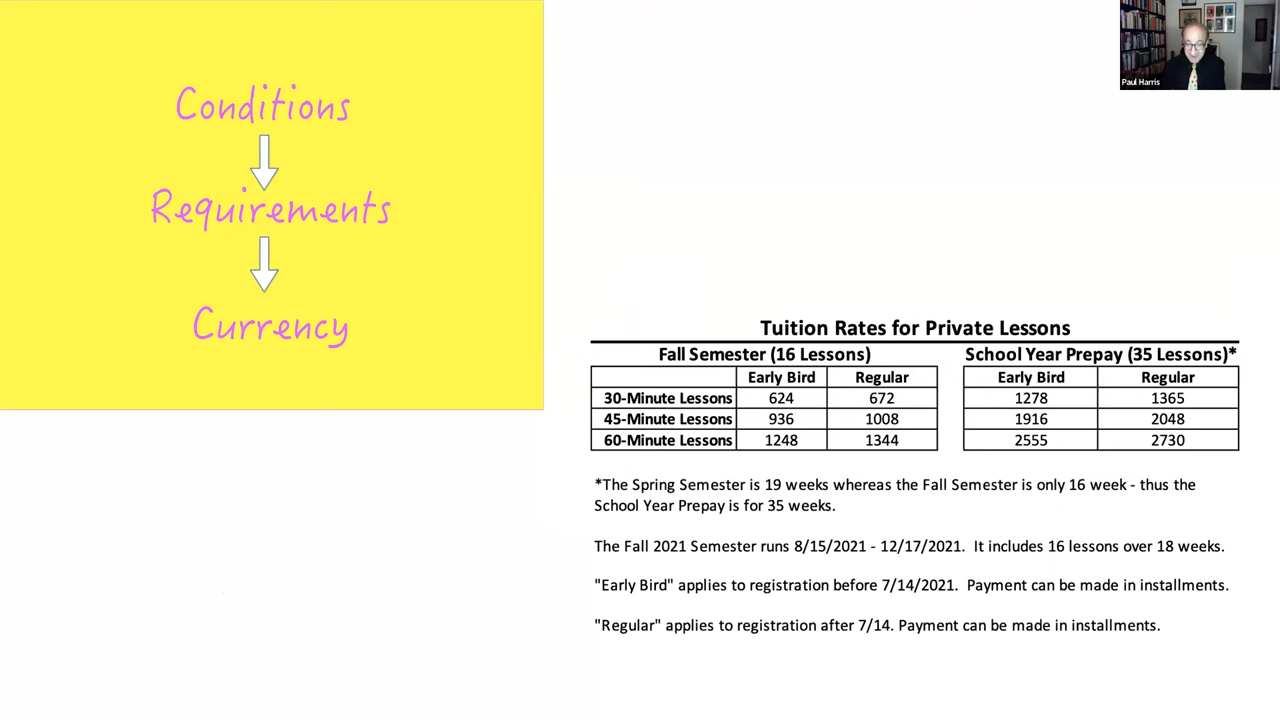 Conditions
Requirements
Currency
Paul Harris
Tuition Rates for Private Lessons
Fall Semester (16 Lessons) School Year Prepay (35 Lessons)*
Early Bird Regular Early Bird Regular
30-Minute Lessons 624 672 1278 1365
45-Minute Lessons 936 1008 1916 2048
60-Minute Lessons 1248 1344 2555 2730
*The Spring Semester is 19 weeks whereas the Fall Semester is only 16 week - thus the
School Year Prepay is for 35 weeks.
The Fall 2021 Semester runs 8/15/2021 - 12/17/2021. It includes 16 lessons over 18 weeks.
"Early Bird" applies to registration before 7/14/2021. Payment can be made in installments.
"Regular" applies to registration after 7/14. Payment can be made in installments.